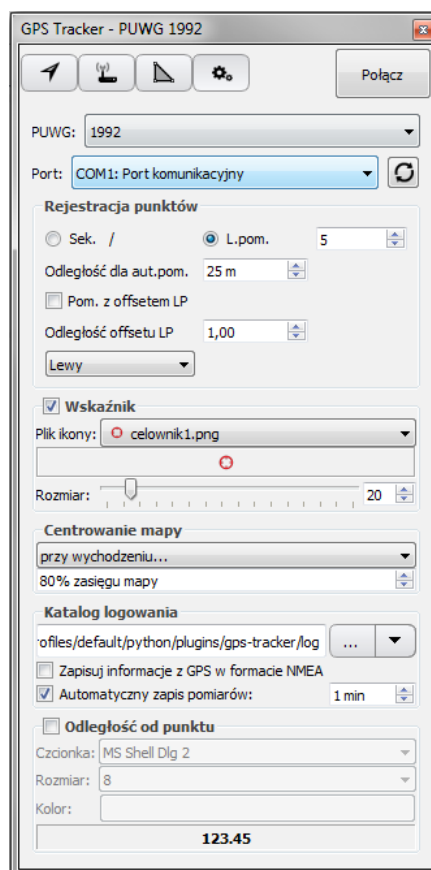 GPS Tracker - PUWG 1992
Połącz
PUWG: 1992
Port: COM1: Port komunikacyjny
Rejestracja punktów
Sek. / L.pom. 5
Odległość dla aut.pom. 25 m
Pom. z offsetem LP
Odległość offsetu LP 1,00
Lewy
Wskaźnik
Plik ikony: celownik1.png
Rozmiar: 20
Centrowanie mapy
przy wychodzeniu...
80% zasięgu mapy
Katalog logowania
ofiles/default/python/plugins/gps-tracker/log ...
Zapisuj informacje z GPS w formacie NMEA
Automatyczny zapis pomiarów: 1 min
Odległość od punktu
Czcionka: MS Shell Dlg 2
Rozmiar: 8
Kolor:
123.45